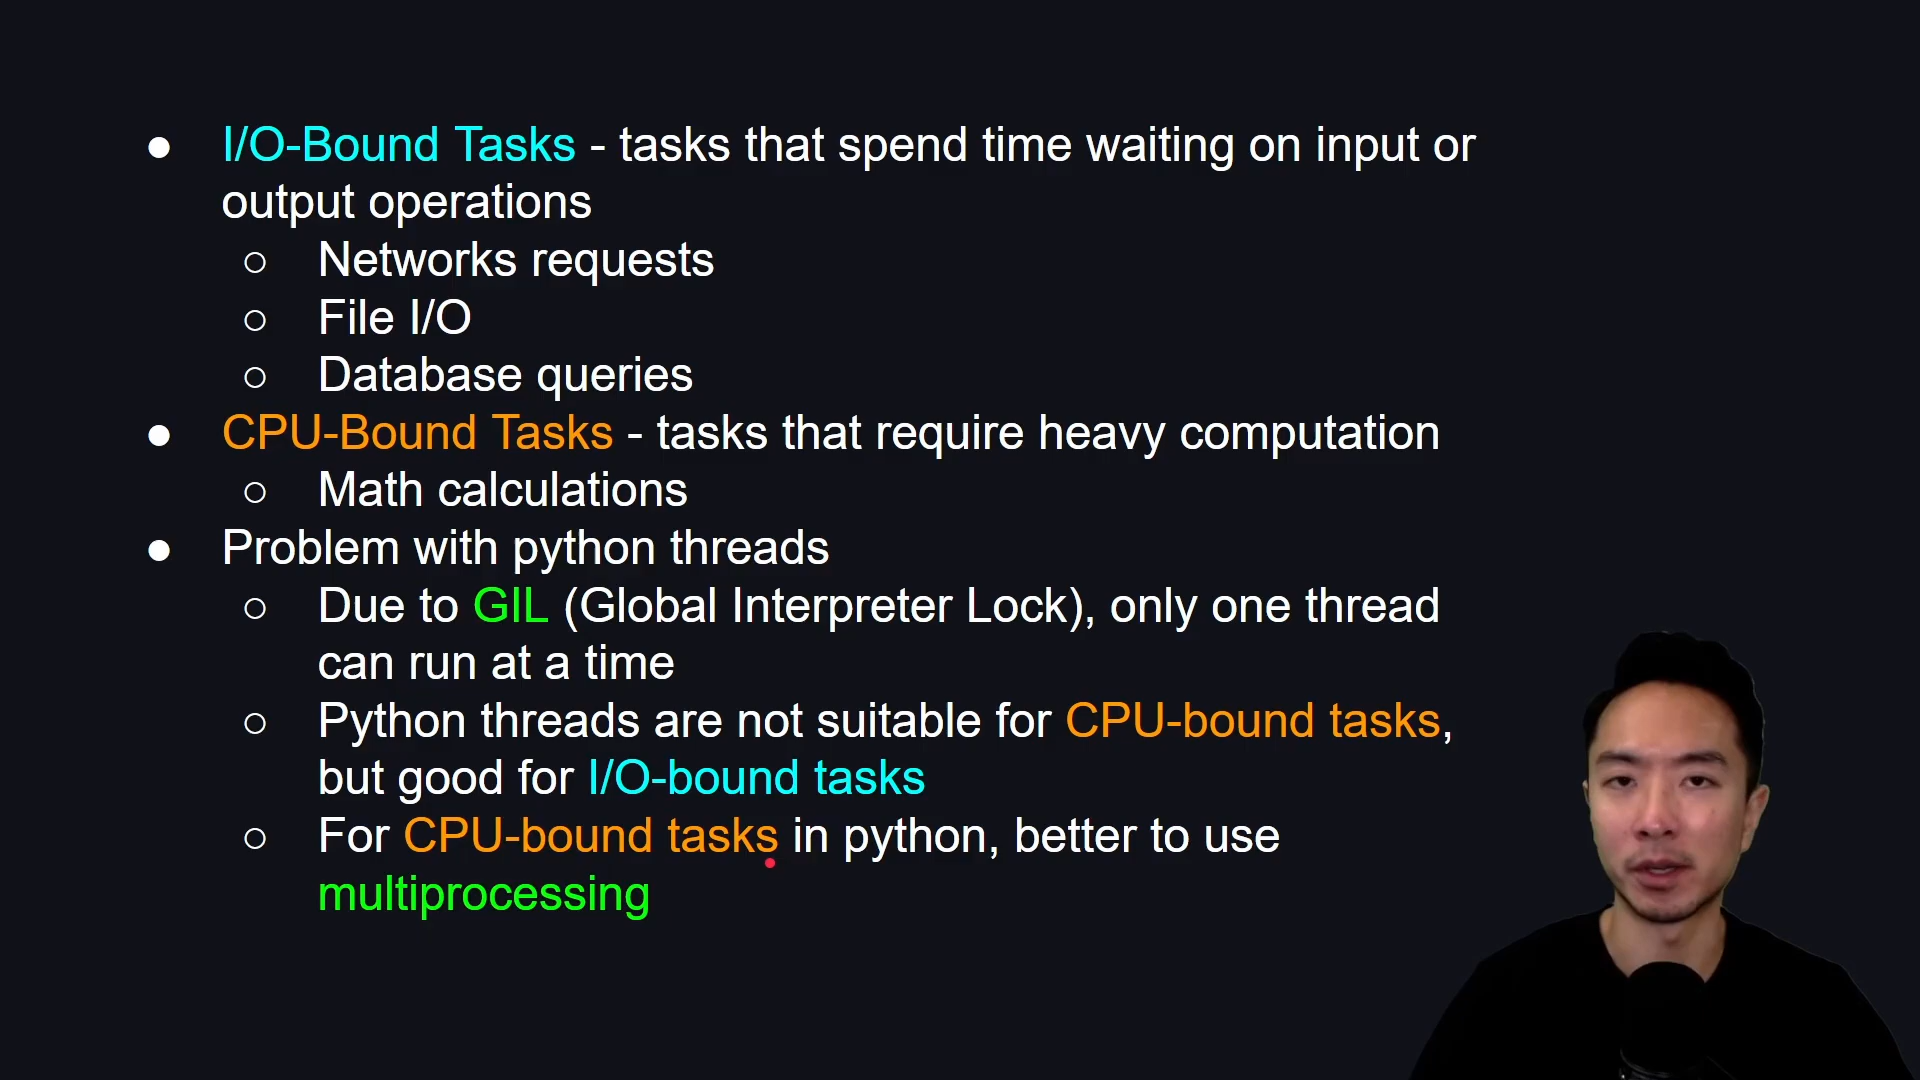 ● I/O-Bound Tasks - tasks that spend time waiting on input or
output operations
○ Networks requests
○ File I/O
○ Database queries
● CPU-Bound Tasks - tasks that require heavy computation
○ Math calculations
● Problem with python threads
○ Due to GIL (Global Interpreter Lock), only one thread
can run at a time
○ Python threads are not suitable for CPU-bound tasks,
but good for I/O-bound tasks
○ For CPU-bound tasks in python, better to use
multiprocessing